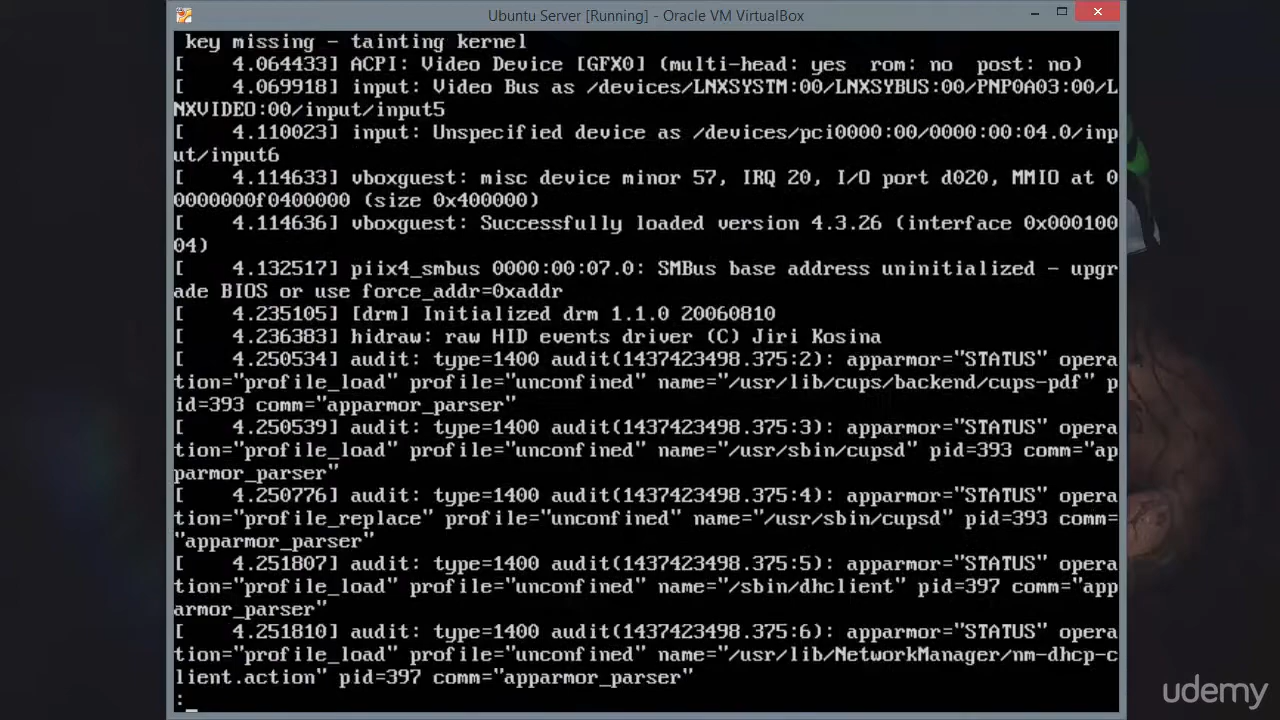 Ubuntu Server [Running] - Oracle VM VirtualBox
key missing - tainting kernel
[    4.064433] ACPI: Video Device [GFX0] (multi-head: yes  rom: no  post: no)
[    4.069918] input: Video Bus as /devices/LNXSYSTM:00/LNXSYBUS:00/PNP0A03:00/L
NXVIDEO:00/input/input5
[    4.110023] input: Unspecified device as /devices/pci0000:00/0000:00:04.0/inp
ut/input6
[    4.114633] vboxguest: misc device minor 57, IRQ 20, I/O port d020, MMIO at 0
0000000f0400000 (size 0x400000)
[    4.114636] vboxguest: Successfully loaded version 4.3.26 (interface 0x000100
04)
[    4.132517] piix4_smbus 0000:00:07.0: SMBus base address uninitialized - upgr
ade BIOS or use force_addr=0xaddr
[    4.235105] [drm] Initialized drm 1.1.0 20060810
[    4.236383] hidraw: raw HID events driver (C) Jiri Kosina
[    4.250534] audit: type=1400 audit(1437423498.375:2): apparmor="STATUS" opera
tion="profile_load" profile="unconfined" name="/usr/lib/cups/backend/cups-pdf" p
id=393 comm="apparmor_parser"
[    4.250539] audit: type=1400 audit(1437423498.375:3): apparmor="STATUS" opera
tion="profile_load" profile="unconfined" name="/usr/sbin/cupsd" pid=393 comm="ap
parmor_parser"
[    4.250776] audit: type=1400 audit(1437423498.375:4): apparmor="STATUS" opera
tion="profile_replace" profile="unconfined" name="/usr/sbin/cupsd" pid=393 comm=
"apparmor_parser"
[    4.251807] audit: type=1400 audit(1437423498.375:5): apparmor="STATUS" opera
tion="profile_load" profile="unconfined" name="/sbin/dhclient" pid=397 comm="app
armor_parser"
[    4.251810] audit: type=1400 audit(1437423498.375:6): apparmor="STATUS" opera
tion="profile_load" profile="unconfined" name="/usr/lib/NetworkManager/nm-dhcp-c
lient.action" pid=397 comm="apparmor_parser"
:_
udemy